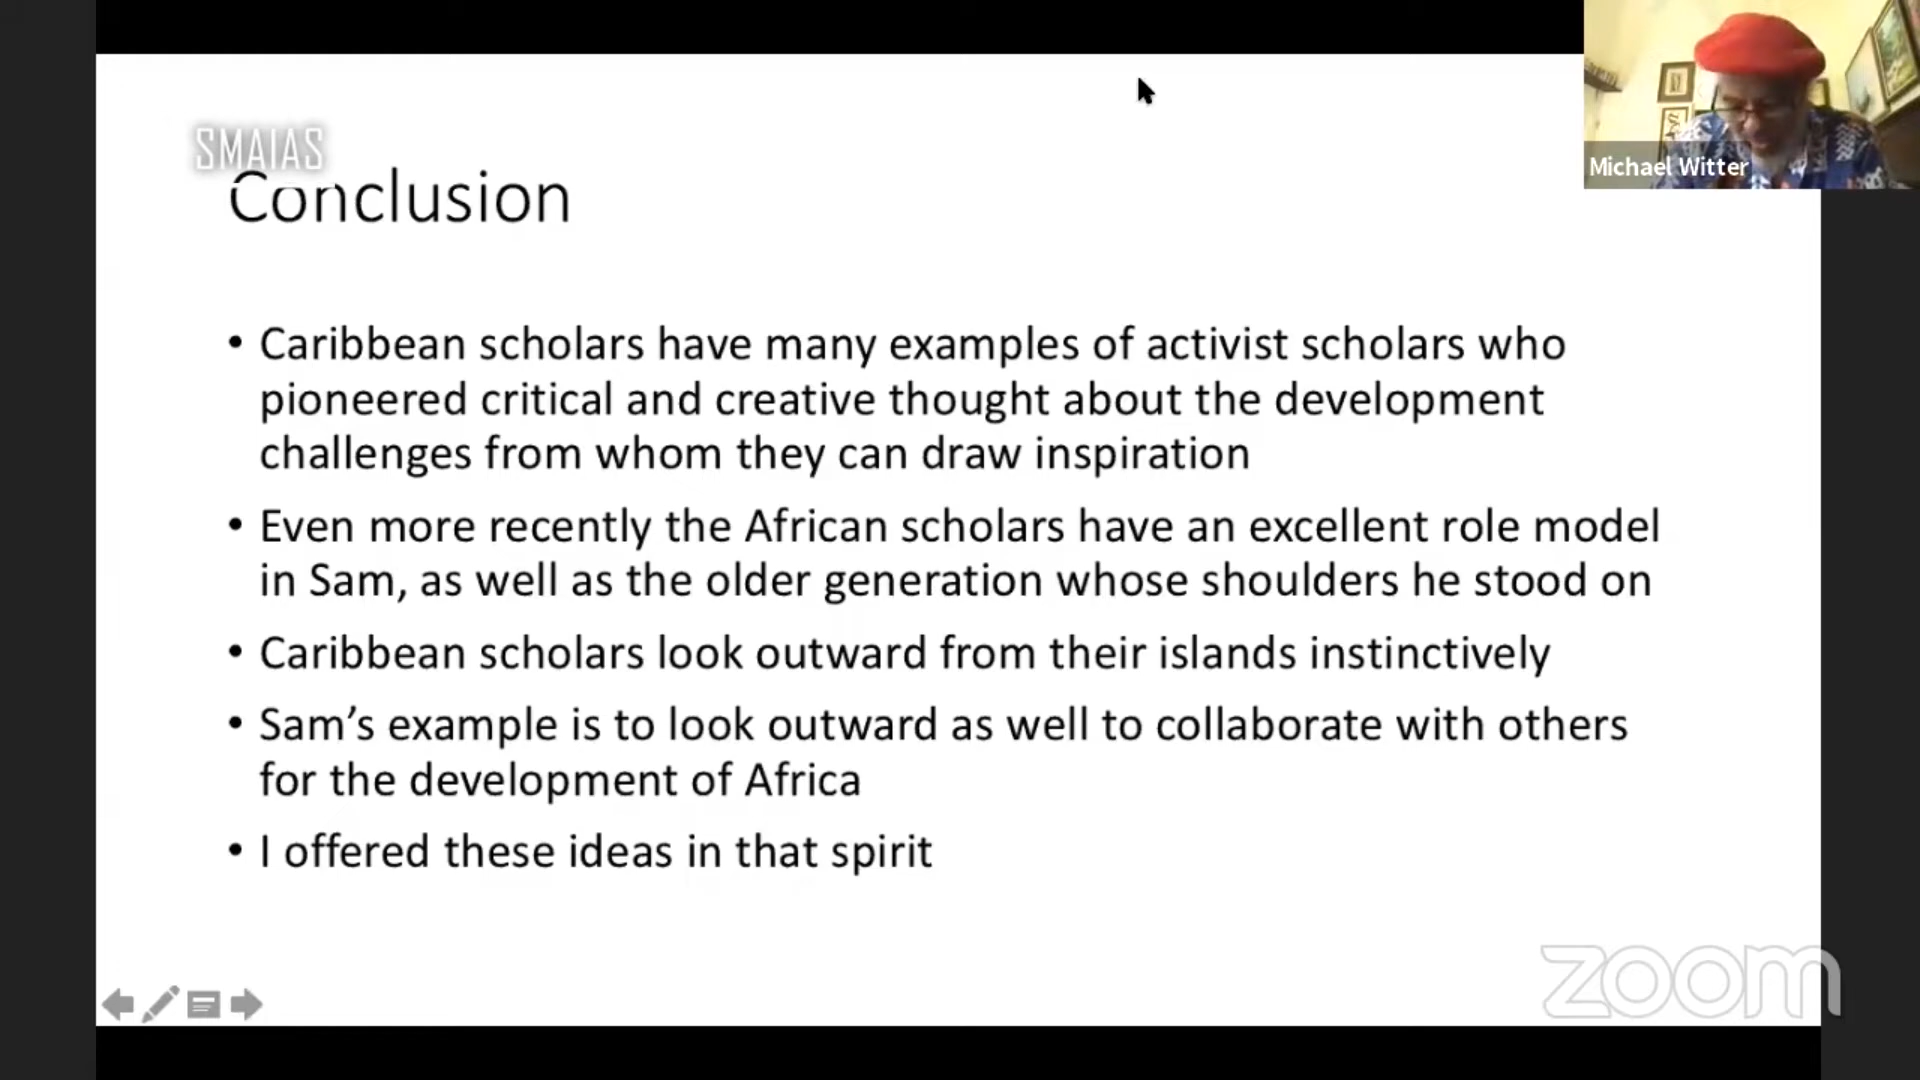 SMAIAS
Conclusion
Michael Witter
• Caribbean scholars have many examples of activist scholars who
pioneered critical and creative thought about the development
challenges from whom they can draw inspiration
• Even more recently the African scholars have an excellent role model
in Sam, as well as the older generation whose shoulders he stood on
• Caribbean scholars look outward from their islands instinctively
• Sam’s example is to look outward as well to collaborate with others
for the development of Africa
• I offered these ideas in that spirit
zoom